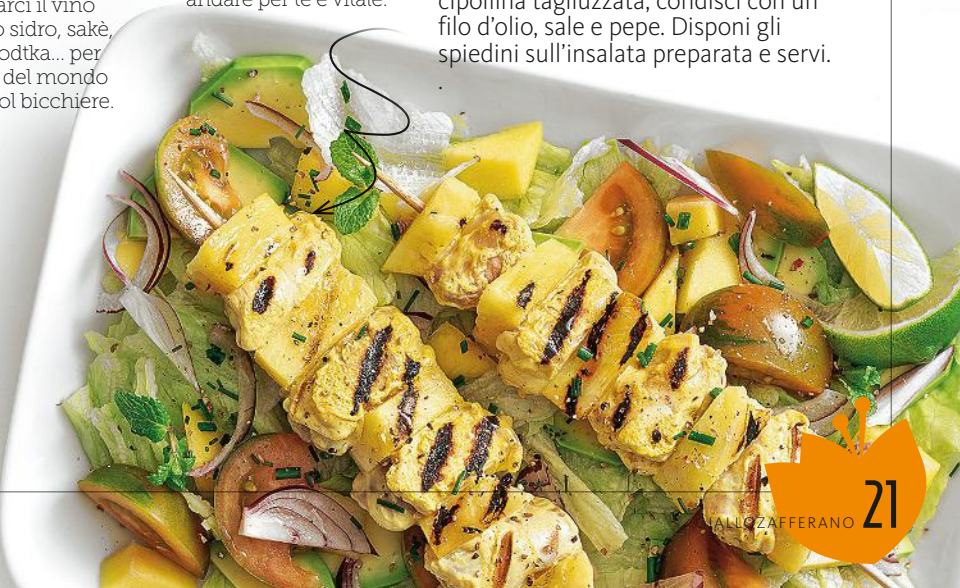 arci il vino
o sidro, sakè,
odtka... per
del mondo
ol bicchiere.
andare per te è vitale.
cipollina tagliuzzata, condisci con un
filo d'olio, sale e pepe. Disponi gli
spiedini sull'insalata preparata e servi.
.
IALLOZAFFERANO 21